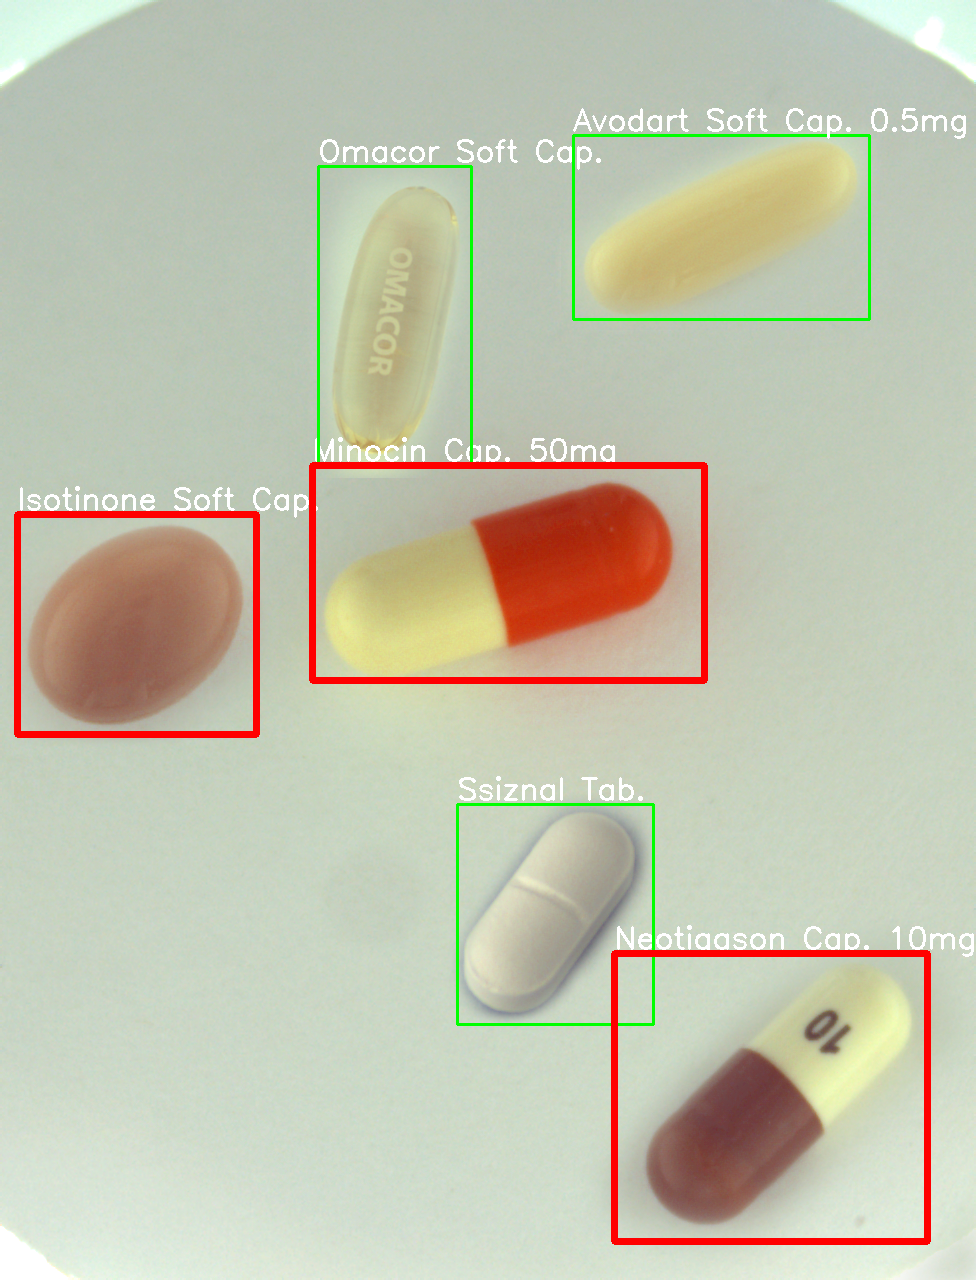 Avodart Soft Cap. 0.5mg
Omacor Soft Cap.
OMACOR
Minocin Cap. 50mg
Isotinone Soft Cap.
Ssiznal Tab.
Neotigason Cap. 10mg
10